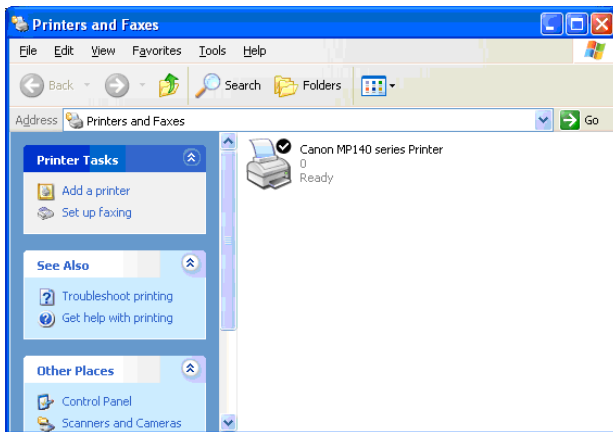 Printers and Faxes
File Edit View Favorites Tools Help
Back Search Folders
Address Printers and Faxes Go
Printer Tasks
Add a printer
Set up faxing
See Also
Troubleshoot printing
Get help with printing
Other Places
Control Panel
Scanners and Cameras
Canon MP140 series Printer
0
Ready